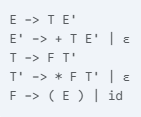 E -> T E'
E' -> + T E' | ε
T -> F T'
T' -> * F T' | ε
F -> ( E ) | id